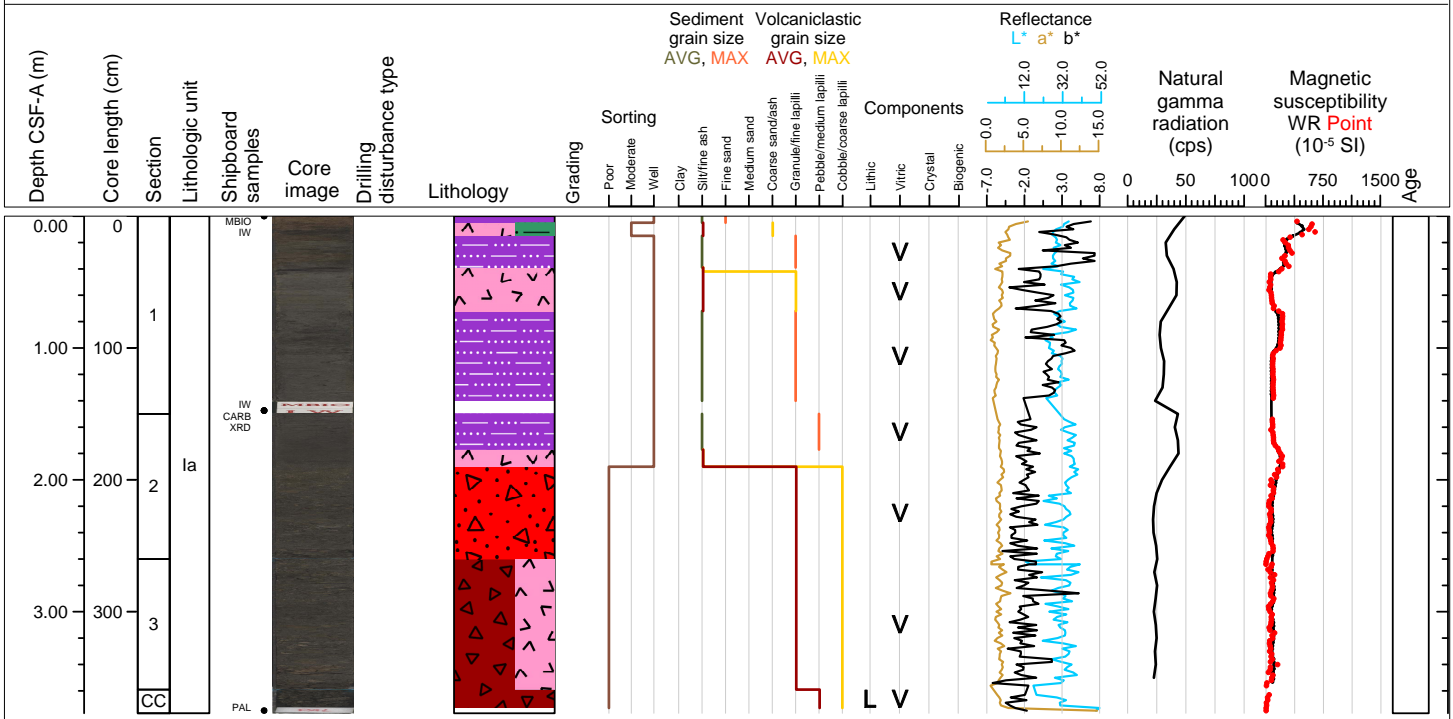 Depth CSF-A (m)
Core length (cm)
Section
Lithologic unit
Shipboard
samples
Core
image
Drilling
disturbance type
Lithology
Grading
Sorting
Poor
Moderate
Well
Sediment
grain size
AVG, MAX
Volcaniclastic
grain size
AVG, MAX
Clay
Silt/fine ash
Fine sand
Medium sand
Coarse sand/ash
Granule/fine lapilli
Pebble/medium lapilli
Cobble/coarse lapilli
Components
Lithic
Vitric
Crystal
Biogenic
Reflectance
L* a* b*
12.0 32.0 52.0
0.0 5.0 10.0 15.0
-7.0 -2.0 3.0 8.0
Natural
gamma
radiation
(cps)
0 50 100
Magnetic
susceptibility
WR Point
(10-5 SI)
0 750 1500
Age
0.00
1.00
2.00
3.00
0
100
200
300
1
2
3
CC
Ia
MBIO
IW
IW
CARB
XRD
PAL
MBIO
I W
V
V
V
V
V
V
L V